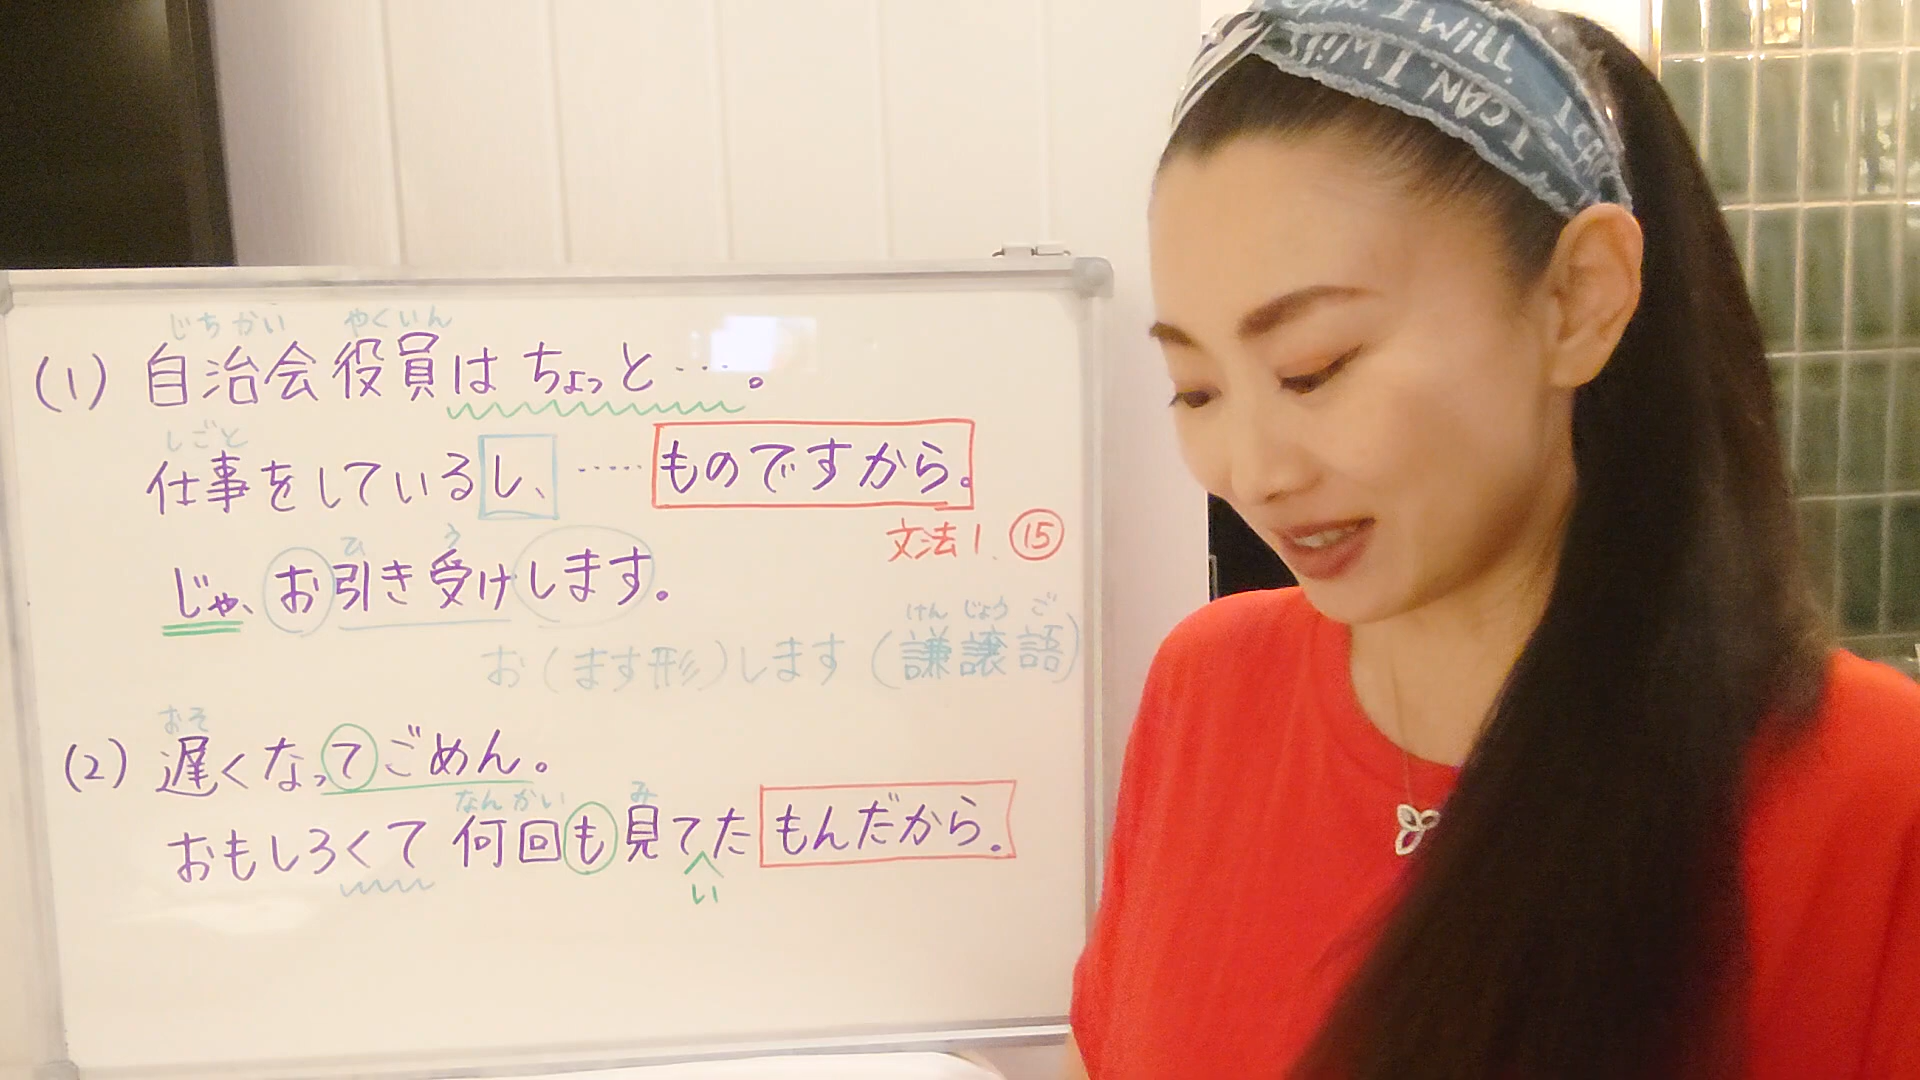 じちかい やくいん
(1) 自治会役員は ちょっと…。
しごと
仕事をしているし、……ものですから。
文法1. ⑮
ひ う
じゃ、お引き受けします。
けんじょうご
お(ます形)します(謙譲語)
おそ
(2) 遅くなってごめん。
なんかい み
おもしろくて 何回も見てたもんだから。
い
I CAN. I WILL.
I CAN. I WILL.
I CAN